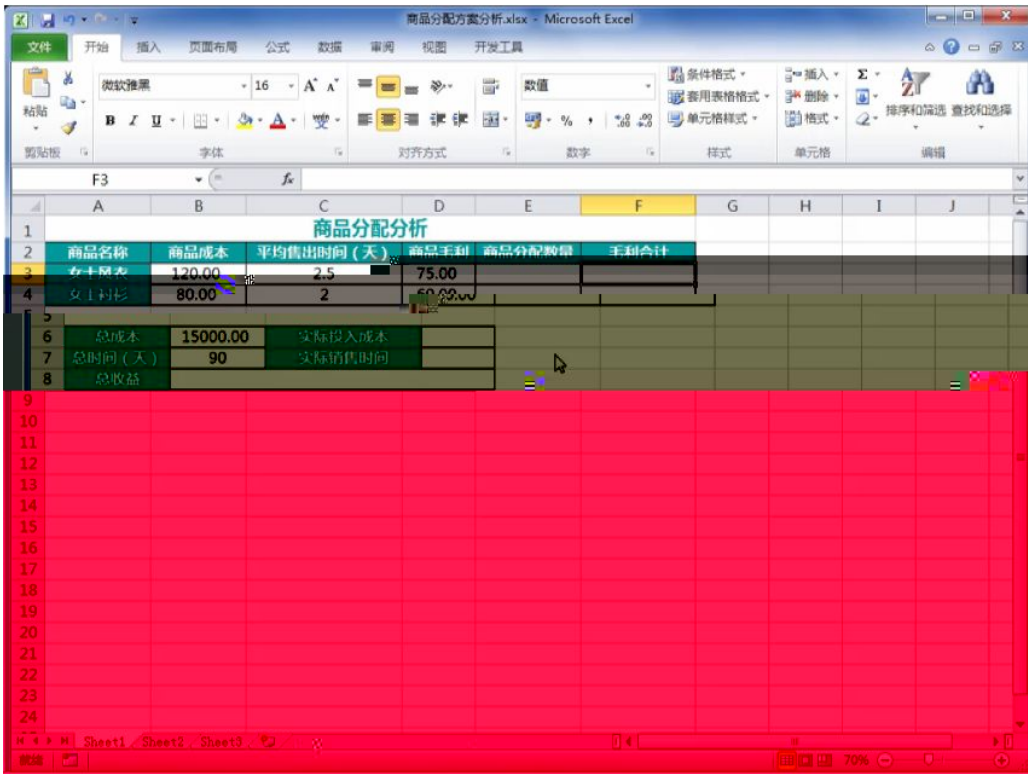 商品分配方案分析.xlsx - Microsoft Excel
文件 开始 插入 页面布局 公式 数据 审阅 视图 开发工具
微软雅黑 16 A A 数值 条件格式 插入 Σ
粘贴 套用表格格式 删除 排序和筛选 查找和选择
B I U A % , 单元格样式 格式
剪贴板 字体 对齐方式 数字 样式 单元格 编辑
F3 fx
A B C D E F G H I J
1 商品分配分析
2 商品名称 商品成本 平均售出时间(天) 商品毛利 商品分配数量 毛利合计
3 女士风衣 120.00 2.5 75.00
4 女士衬衫 80.00 2
5
6 总成本 15000.00 实际投入成本
7 总时间(天) 90 实际销售时间
8 总收益
9
10
11
12
13
14
15
16
17
18
19
20
21
22
23
24
Sheet1 Sheet2 Sheet3
就绪 70%